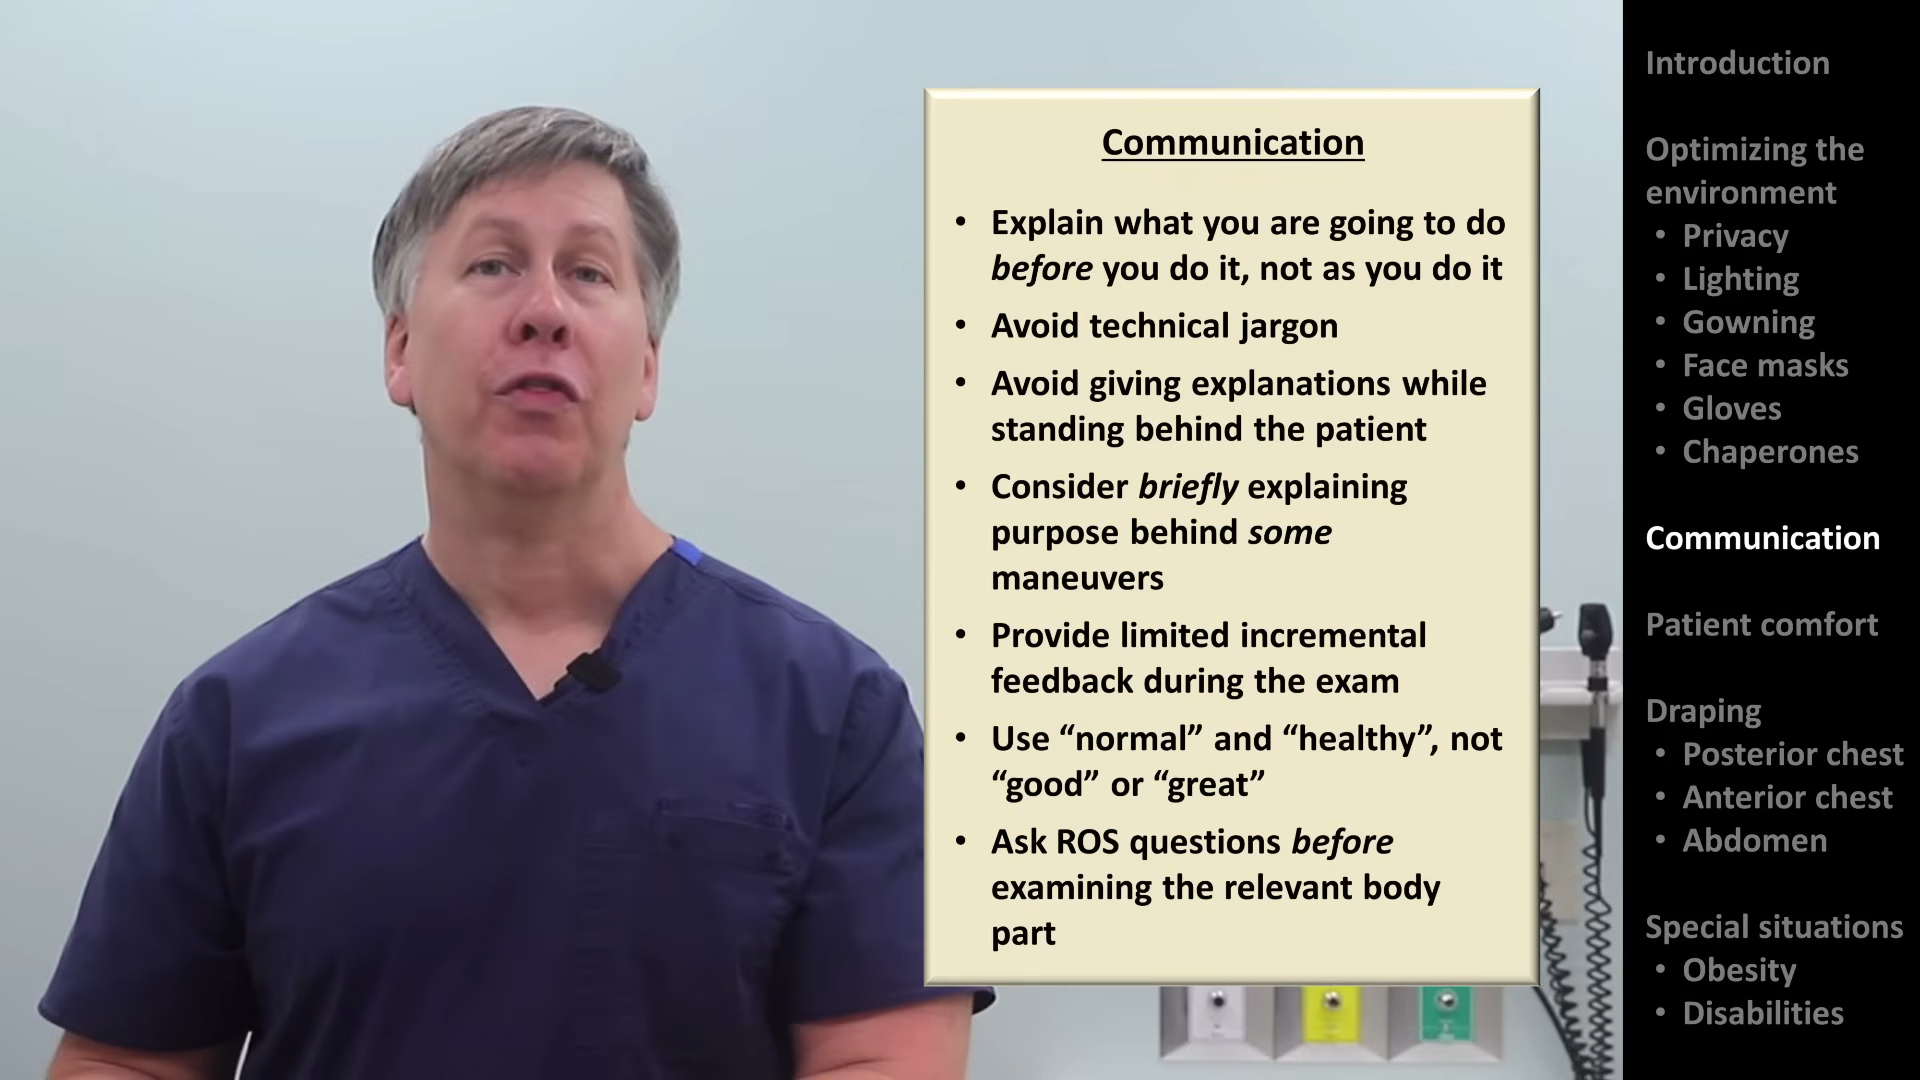 Communication
• Explain what you are going to do
before you do it, not as you do it
• Avoid technical jargon
• Avoid giving explanations while
standing behind the patient
• Consider briefly explaining
purpose behind some
maneuvers
• Provide limited incremental
feedback during the exam
• Use “normal” and “healthy”, not
“good” or “great”
• Ask ROS questions before
examining the relevant body
part
Introduction
Optimizing the
environment
• Privacy
• Lighting
• Gowning
• Face masks
• Gloves
• Chaperones
Communication
Patient comfort
Draping
• Posterior chest
• Anterior chest
• Abdomen
Special situations
• Obesity
• Disabilities